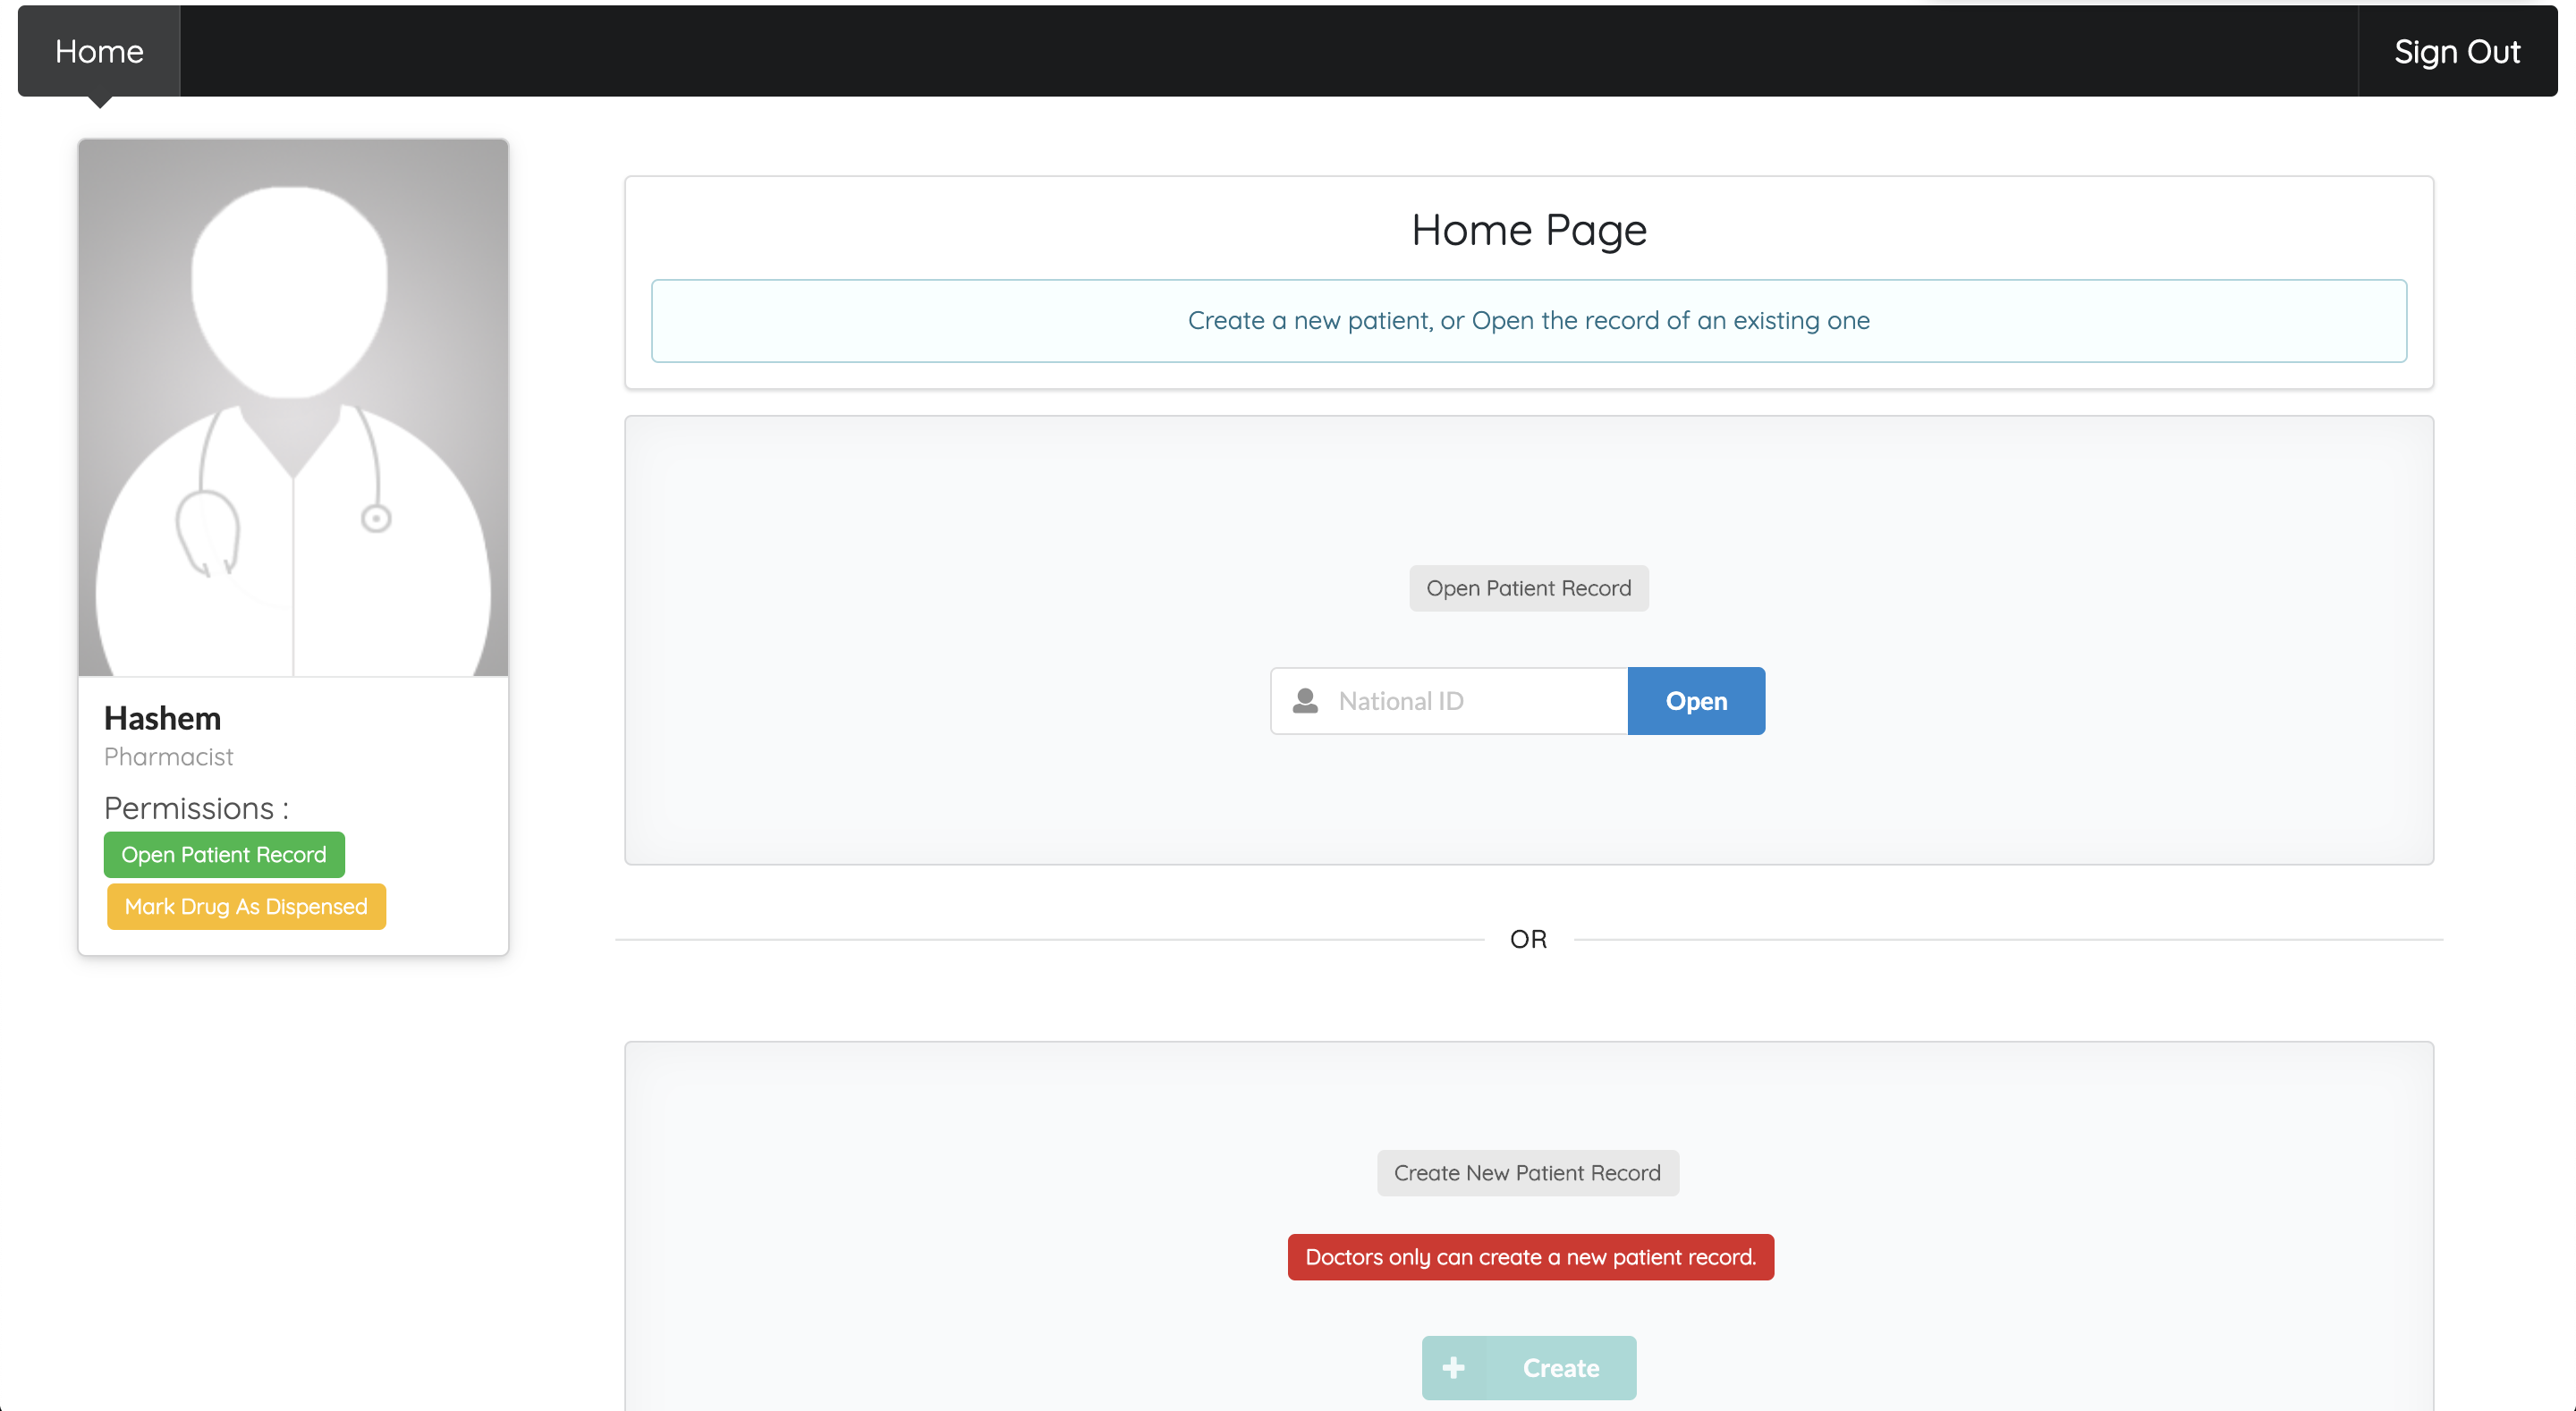 Home
Sign Out
Home Page
Create a new patient, or Open the record of an existing one
Open Patient Record
National ID
Open
Hashem
Pharmacist
Permissions :
Open Patient Record
Mark Drug As Dispensed
OR
Create New Patient Record
Doctors only can create a new patient record.
Create